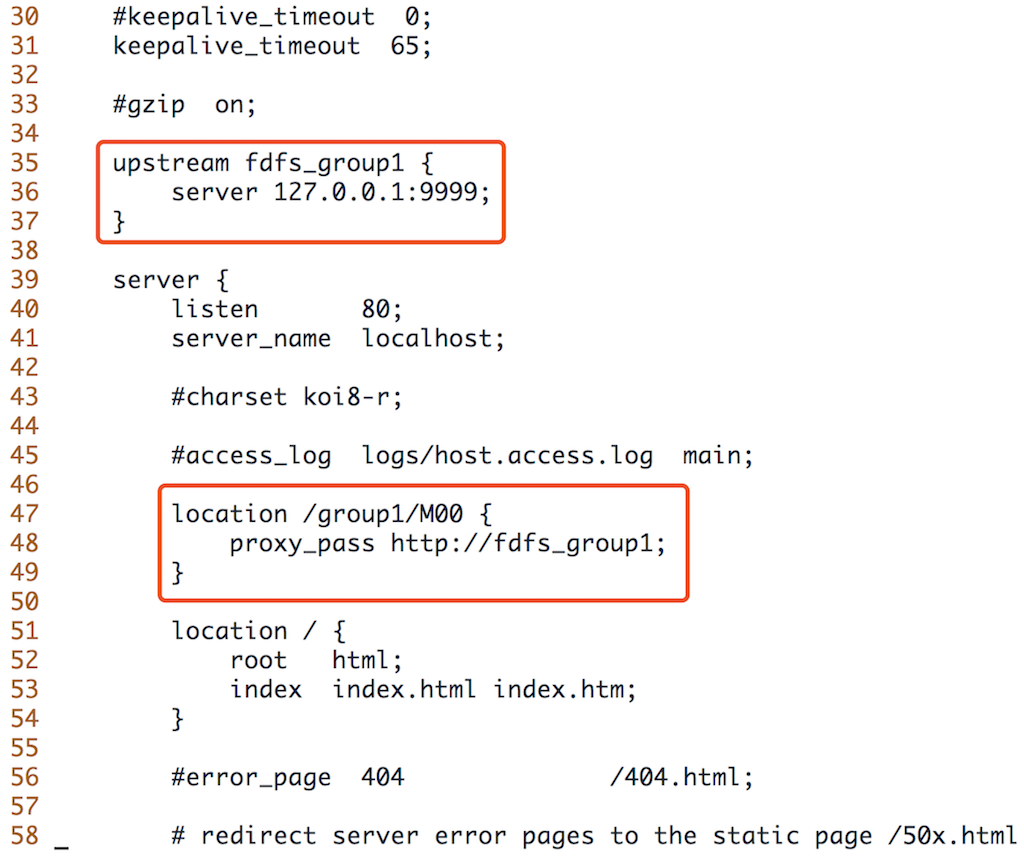 30     #keepalive_timeout  0;
31     keepalive_timeout  65;
32
33     #gzip  on;
34
35     upstream fdfs_group1 {
36         server 127.0.0.1:9999;
37     }
38
39     server {
40         listen       80;
41         server_name  localhost;
42
43         #charset koi8-r;
44
45         #access_log  logs/host.access.log  main;
46
47         location /group1/M00 {
48             proxy_pass http://fdfs_group1;
49         }
50
51         location / {
52             root   html;
53             index  index.html index.htm;
54         }
55
56         #error_page  404              /404.html;
57
58 _       # redirect server error pages to the static page /50x.html